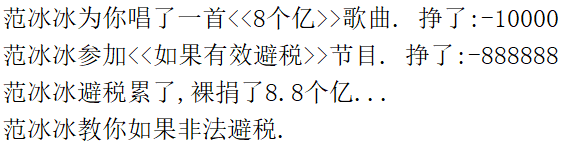 范冰冰为你唱了一首<<8个亿>>歌曲. 挣了:-10000
范冰冰参加<<如果有效避税>>节目. 挣了:-888888
范冰冰避税累了,裸捐了8.8个亿...
范冰冰教你如果非法避税.